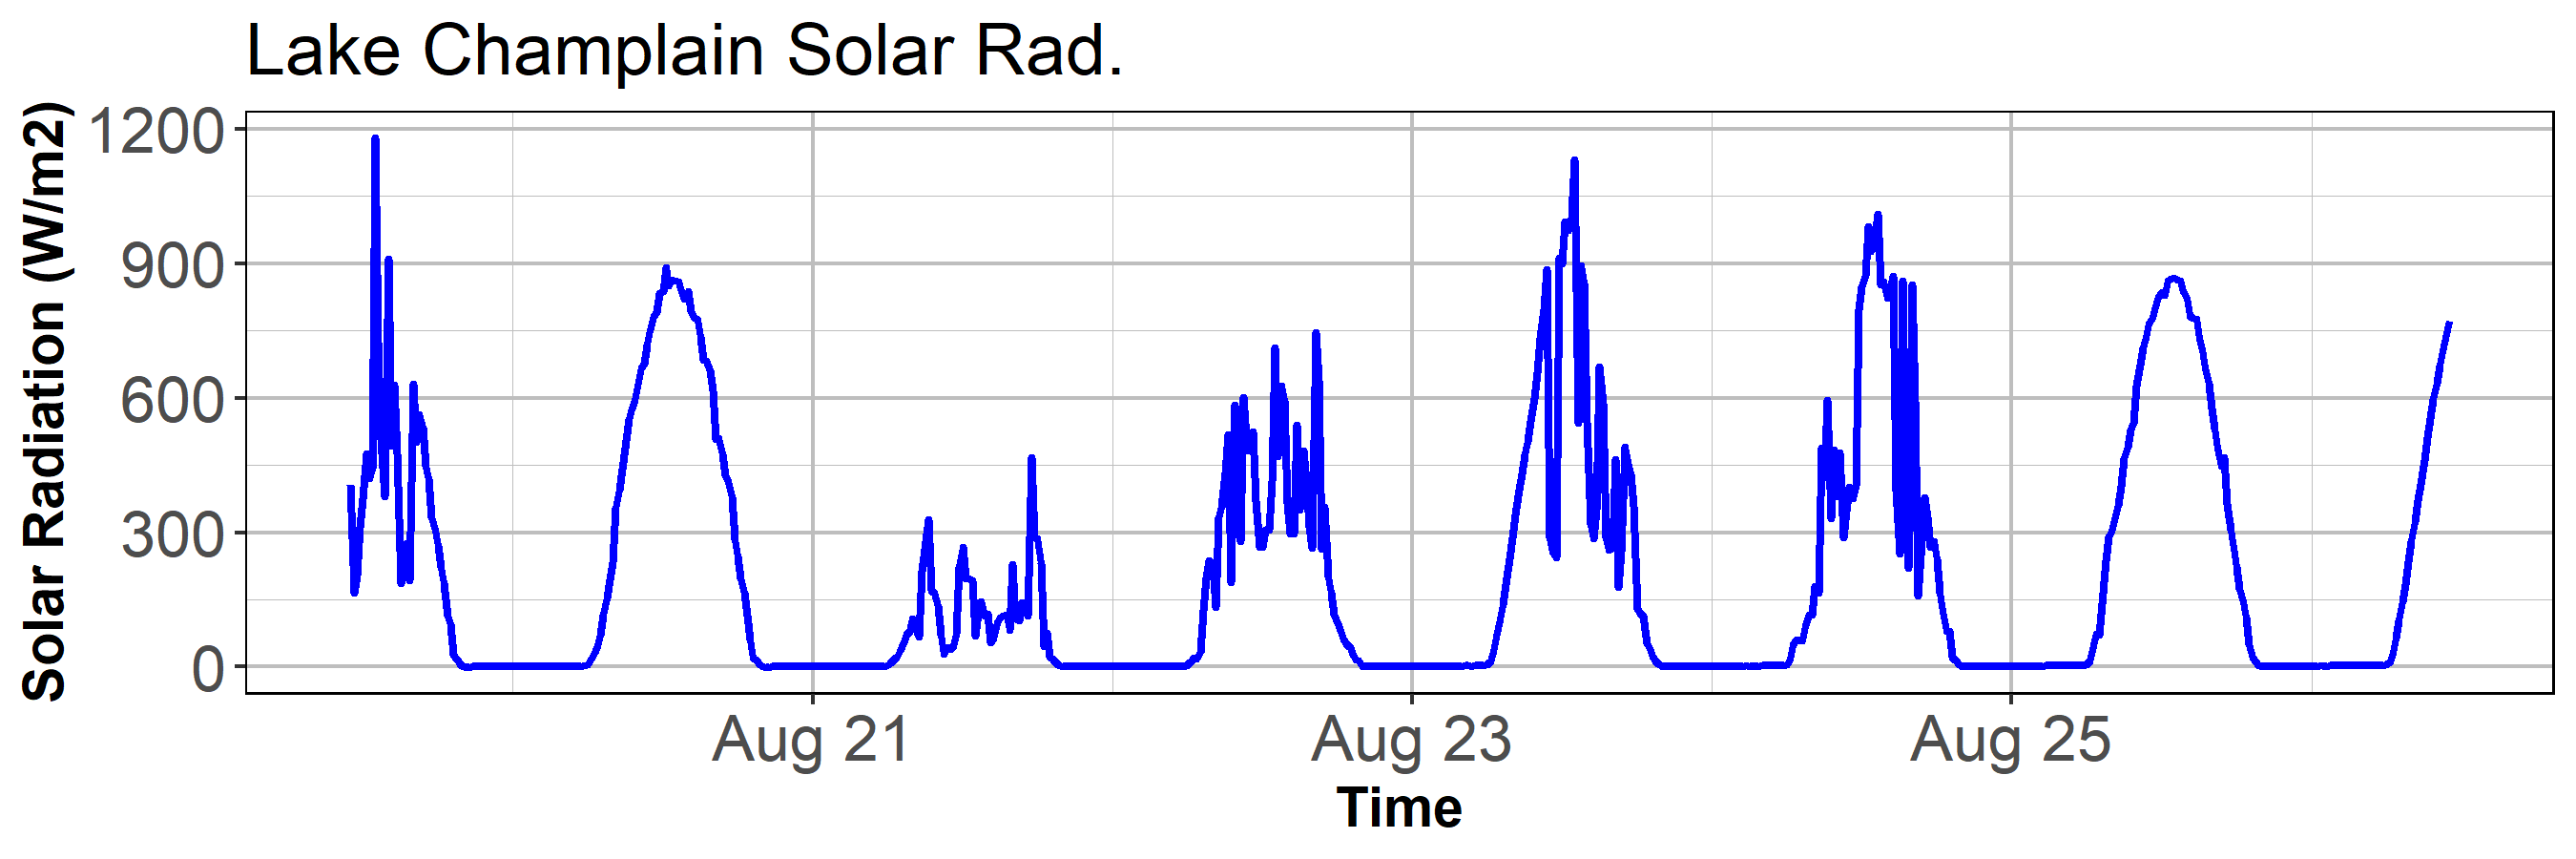 Lake Champlain Solar Rad.
Solar Radiation (W/m2)
1200
900
600
300
0
Aug 21 Aug 23 Aug 25
Time